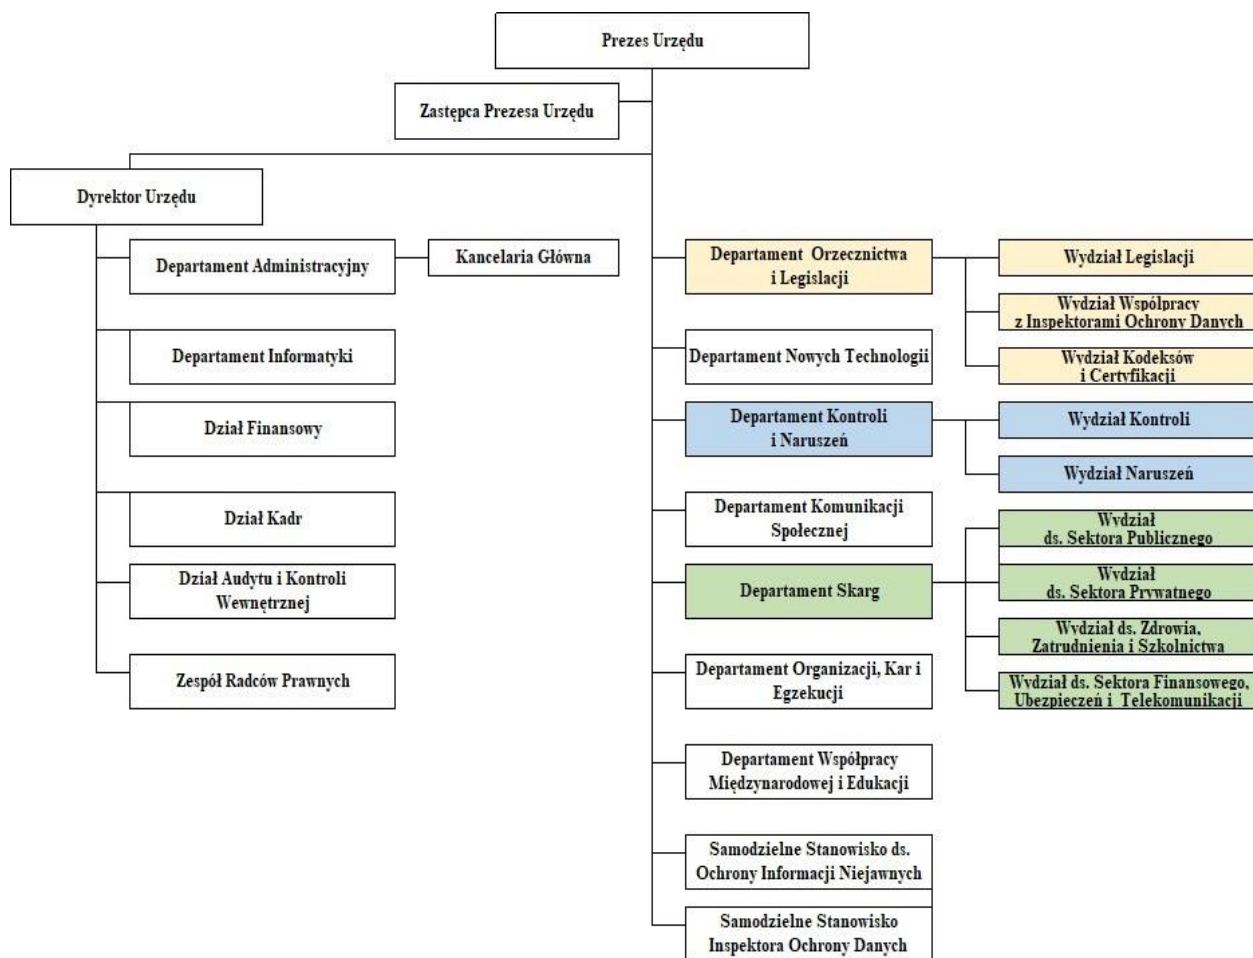 Prezes Urzędu
Zastępca Prezesa Urzędu
Dyrektor Urzędu
Departament Administracyjny
Kancelaria Główna
Departament Informatyki
Dział Finansowy
Dział Kadr
Dział Audytu i Kontroli
Wewnętrznej
Zespół Radców Prawnych
Departament Orzecznictwa
i Legislacji
Wydział Legislacji
Wydział Współpracy
z Inspektorami Ochrony Danych
Wydział Kodeksów
i Certyfikacji
Departament Nowych Technologii
Departament Kontroli
i Naruszeń
Wydział Kontroli
Wydział Naruszeń
Departament Komunikacji
Społecznej
Departament Skarg
Wydział
ds. Sektora Publicznego
Wydział
ds. Sektora Prywatnego
Wydział ds. Zdrowia,
Zatrudnienia i Szkolnictwa
Wydział ds. Sektora Finansowego,
Ubezpieczeń i Telekomunikacji
Departament Organizacji, Kar i
Egzekucji
Departament Współpracy
Międzynarodowej i Edukacji
Samodzielne Stanowisko ds.
Ochrony Informacji Niejawnych
Samodzielne Stanowisko
Inspektora Ochrony Danych